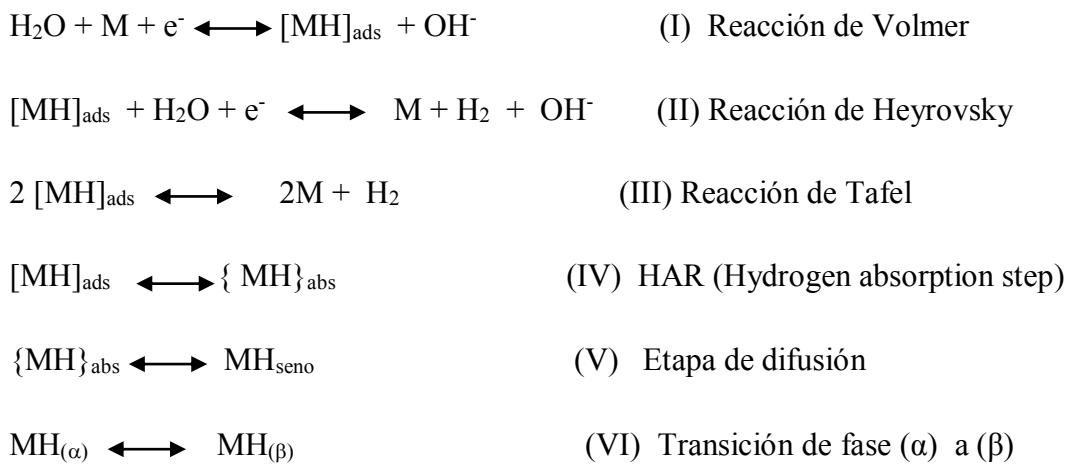 H₂O + M + e⁻ ⟷ [MH]ads + OH⁻ (I) Reacción de Volmer
[MH]ads + H₂O + e⁻ ⟷ M + H₂ + OH⁻ (II) Reacción de Heyrovsky
2 [MH]ads ⟷ 2M + H₂ (III) Reacción de Tafel
[MH]ads ⟷ { MH}abs (IV) HAR (Hydrogen absorption step)
{MH}abs ⟷ MHseno (V) Etapa de difusión
MH(α) ⟷ MH(β) (VI) Transición de fase (α) a (β)